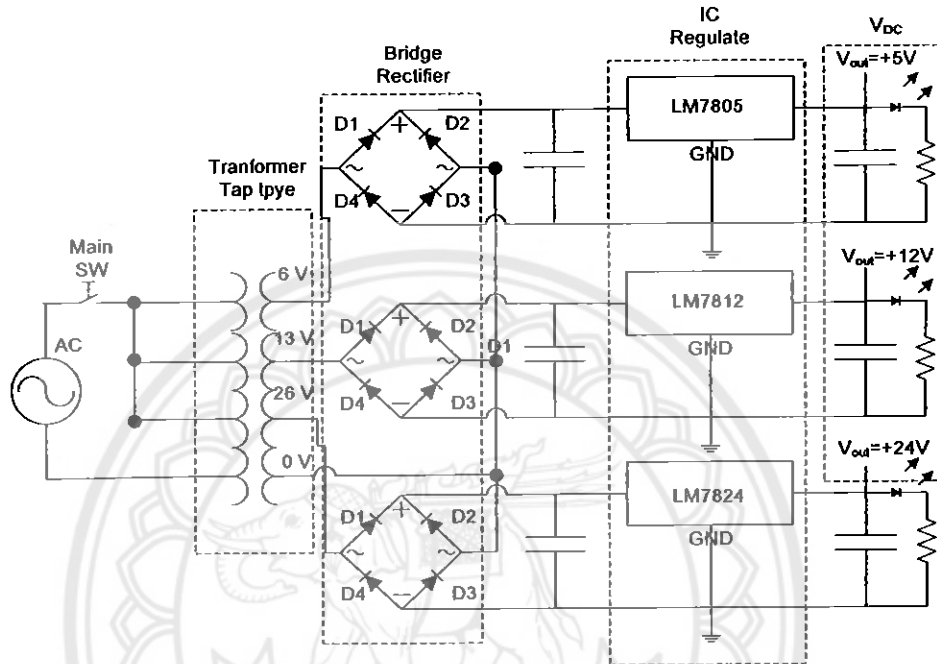 IC
Regulate
V_DC
Bridge
Rectifier
V_out=+5V
LM7805
GND
D1
+
D2
~
~
D4
−
D3
Tranformer
Tap tpye
Main
SW
AC
6 V
13 V
26 V
0 V
V_out=+12V
LM7812
GND
D1
+
D2
~
~
D1
D4
−
D3
V_out=+24V
LM7824
GND
D1
+
D2
~
~
D4
−
D3